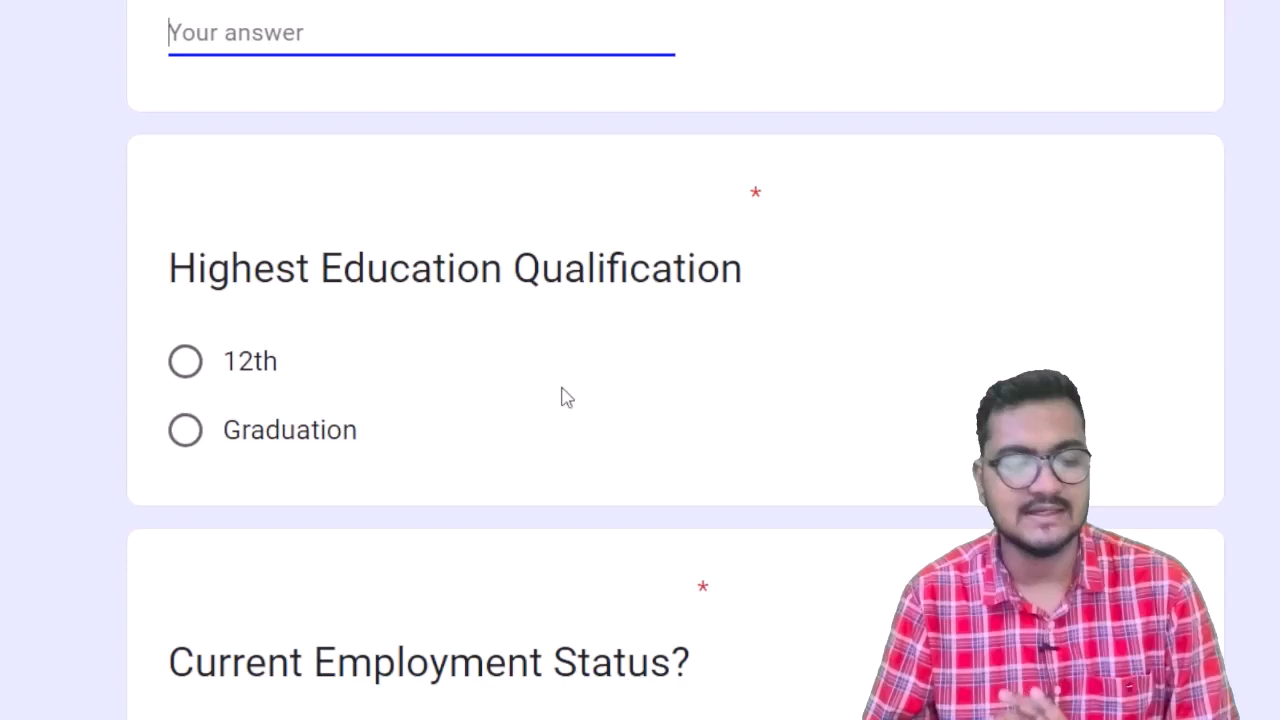 Your answer
*
Highest Education Qualification
12th
Graduation
*
Current Employment Status?